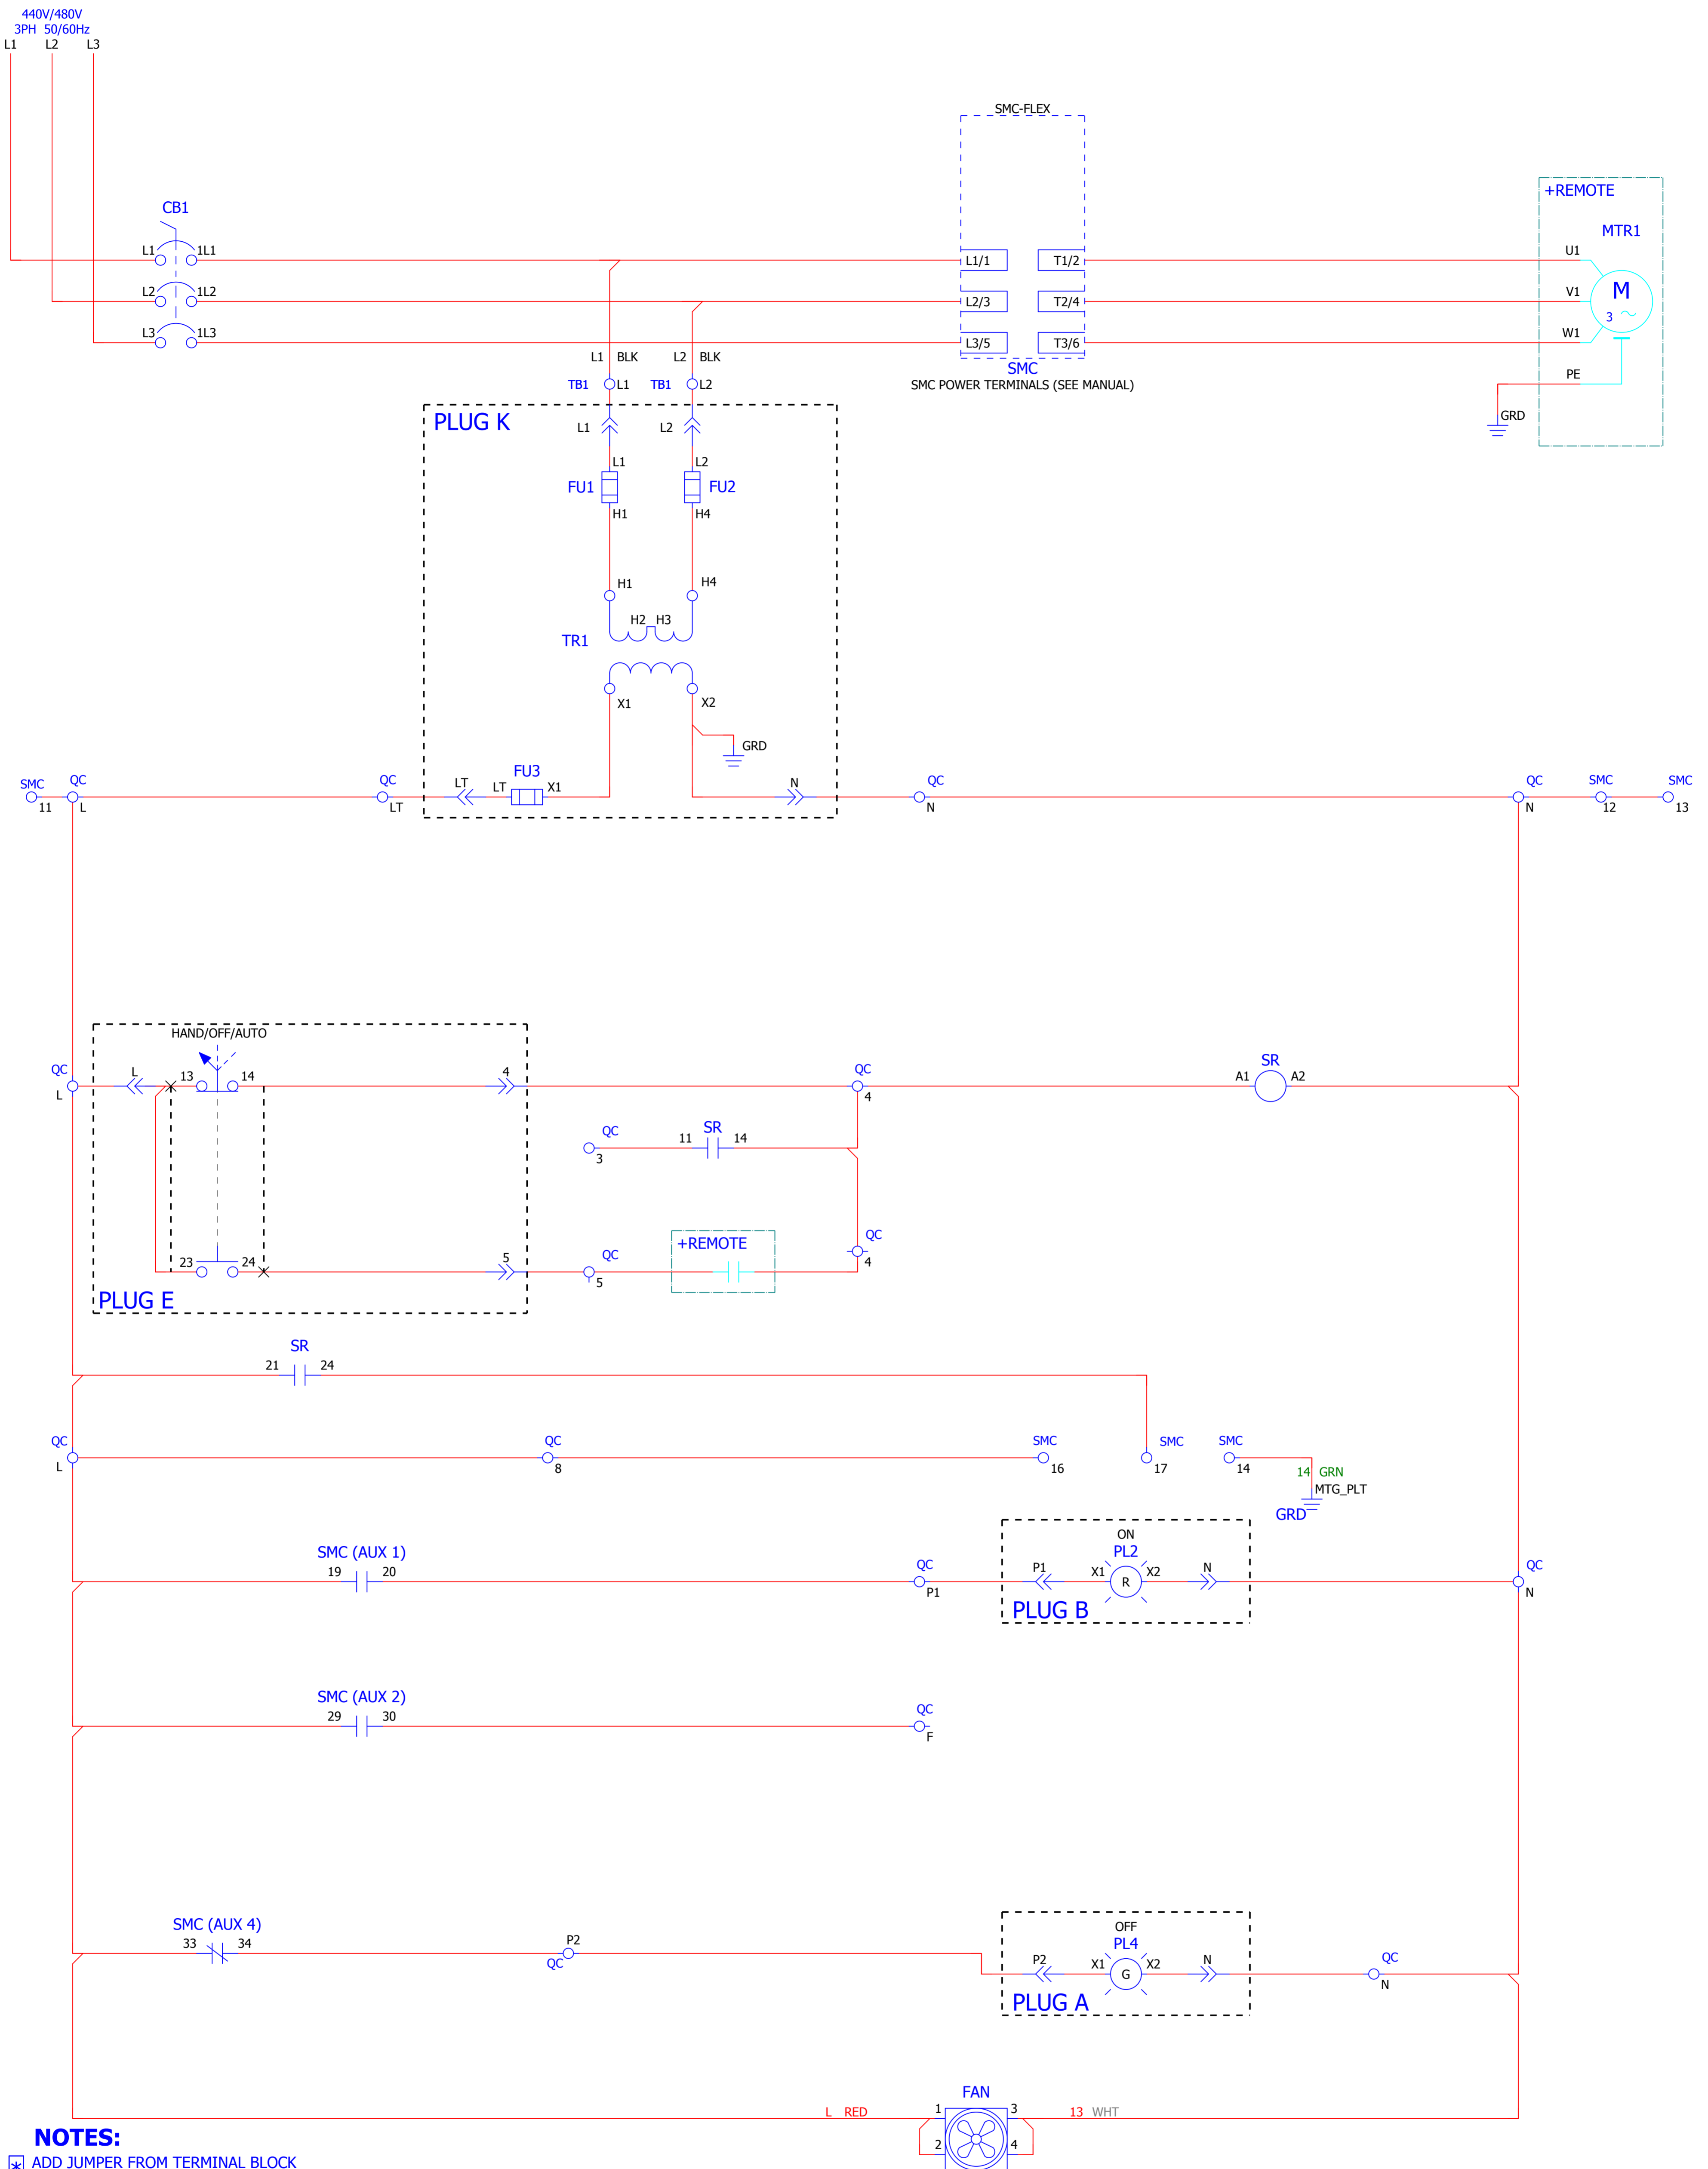 440V/480V
3PH 50/60Hz
L1 L2 L3
SMC-FLEX
+REMOTE
CB1
MTR1
L1 1L1 L1/1 T1/2 U1
L2 1L2 L2/3 T2/4 V1
M
3
L3 1L3 L3/5 T3/6 W1
L1 BLK L2 BLK
SMC
SMC POWER TERMINALS (SEE MANUAL)
PE
TB1 L1 TB1 L2
GRD
PLUG K
L1 L2
L1 L2
FU1 FU2
H1 H4
H1 H4
H2 H3
TR1
X1 X2
GRD
FU3
SMC QC QC LT LT X1 N QC QC SMC SMC
11 L LT N N 12 13
HAND/OFF/AUTO
QC L 13 14 4 QC SR
L 4 A1 A2
QC SR
3 11 14
+REMOTE
QC
4
23 24 5 QC
5
PLUG E
SR
21 24
QC QC SMC SMC SMC
L 8 16 17 14
14 GRN
MTG_PLT
GRD
ON
SMC (AUX 1) PL2
19 20 QC P1 X1 R X2 N QC
P1 N
PLUG B
SMC (AUX 2)
29 30 QC
F
OFF
SMC (AUX 4) PL4
33 34 P2
QC
P2 X1 G X2 N QC
N
PLUG A
FAN
L RED 1 3 13 WHT
2 4
NOTES:
* ADD JUMPER FROM TERMINAL BLOCK